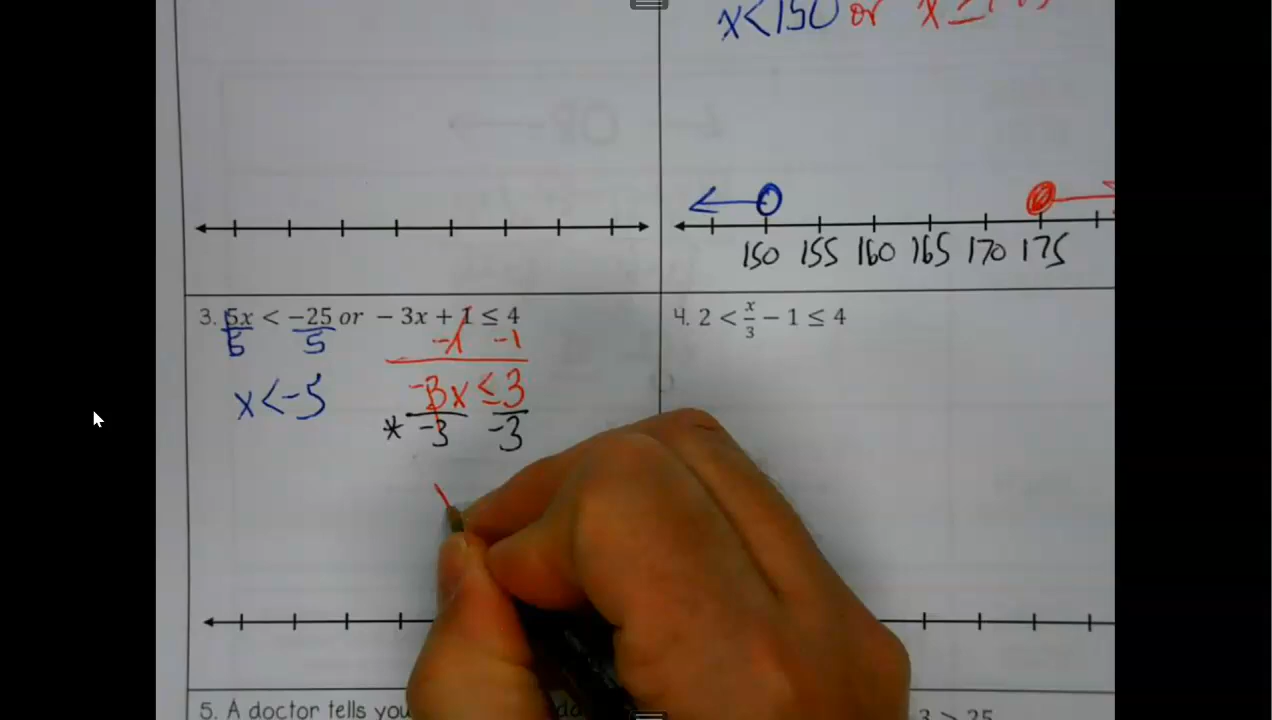 x<150 or x≥
150 155 160 165 170 175
3. 5x < −25 or − 3x + 1 ≤ 4
5 5 -1 -1
x<-5 -3x ≤ 3
* -3 -3
4. 2 < x/3 − 1 ≤ 4
5. A doctor tells you
3 > 25